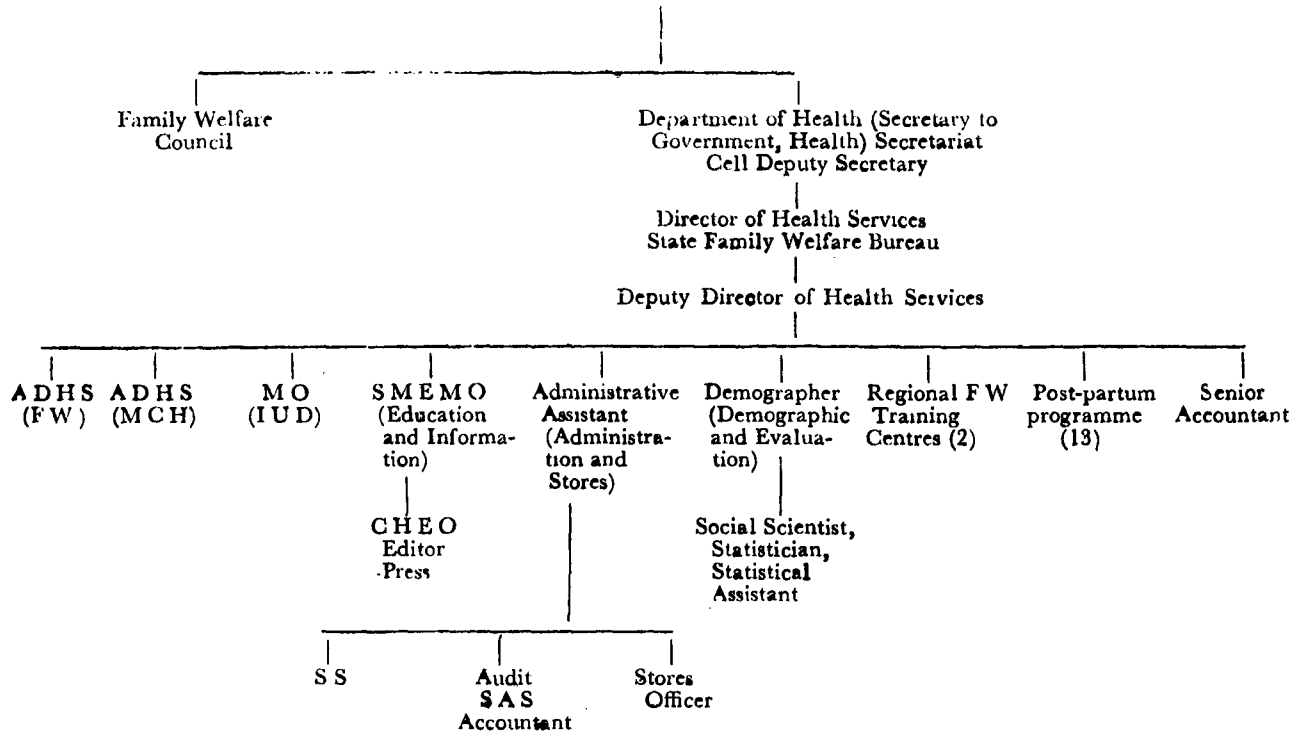 Family Welfare
Council
Department of Health (Secretary to
Government, Health) Secretariat
Cell Deputy Secretary
Director of Health Services
State Family Welfare Bureau
Deputy Director of Health Services
A D H S
(F W)
A D H S
(M C H)
M O
(I U D)
S M E M O
(Education
and Informa-
tion)
Administrative
Assistant
(Administra-
tion and
Stores)
Demographer
(Demographic
and Evalua-
tion)
Regional F W
Training
Centres (2)
Post-partum
programme
(13)
Senior
Accountant
C H E O
Editor
Press
Social Scientist,
Statistician,
Statistical
Assistant
S S
Audit
S A S
Accountant
Stores
Officer